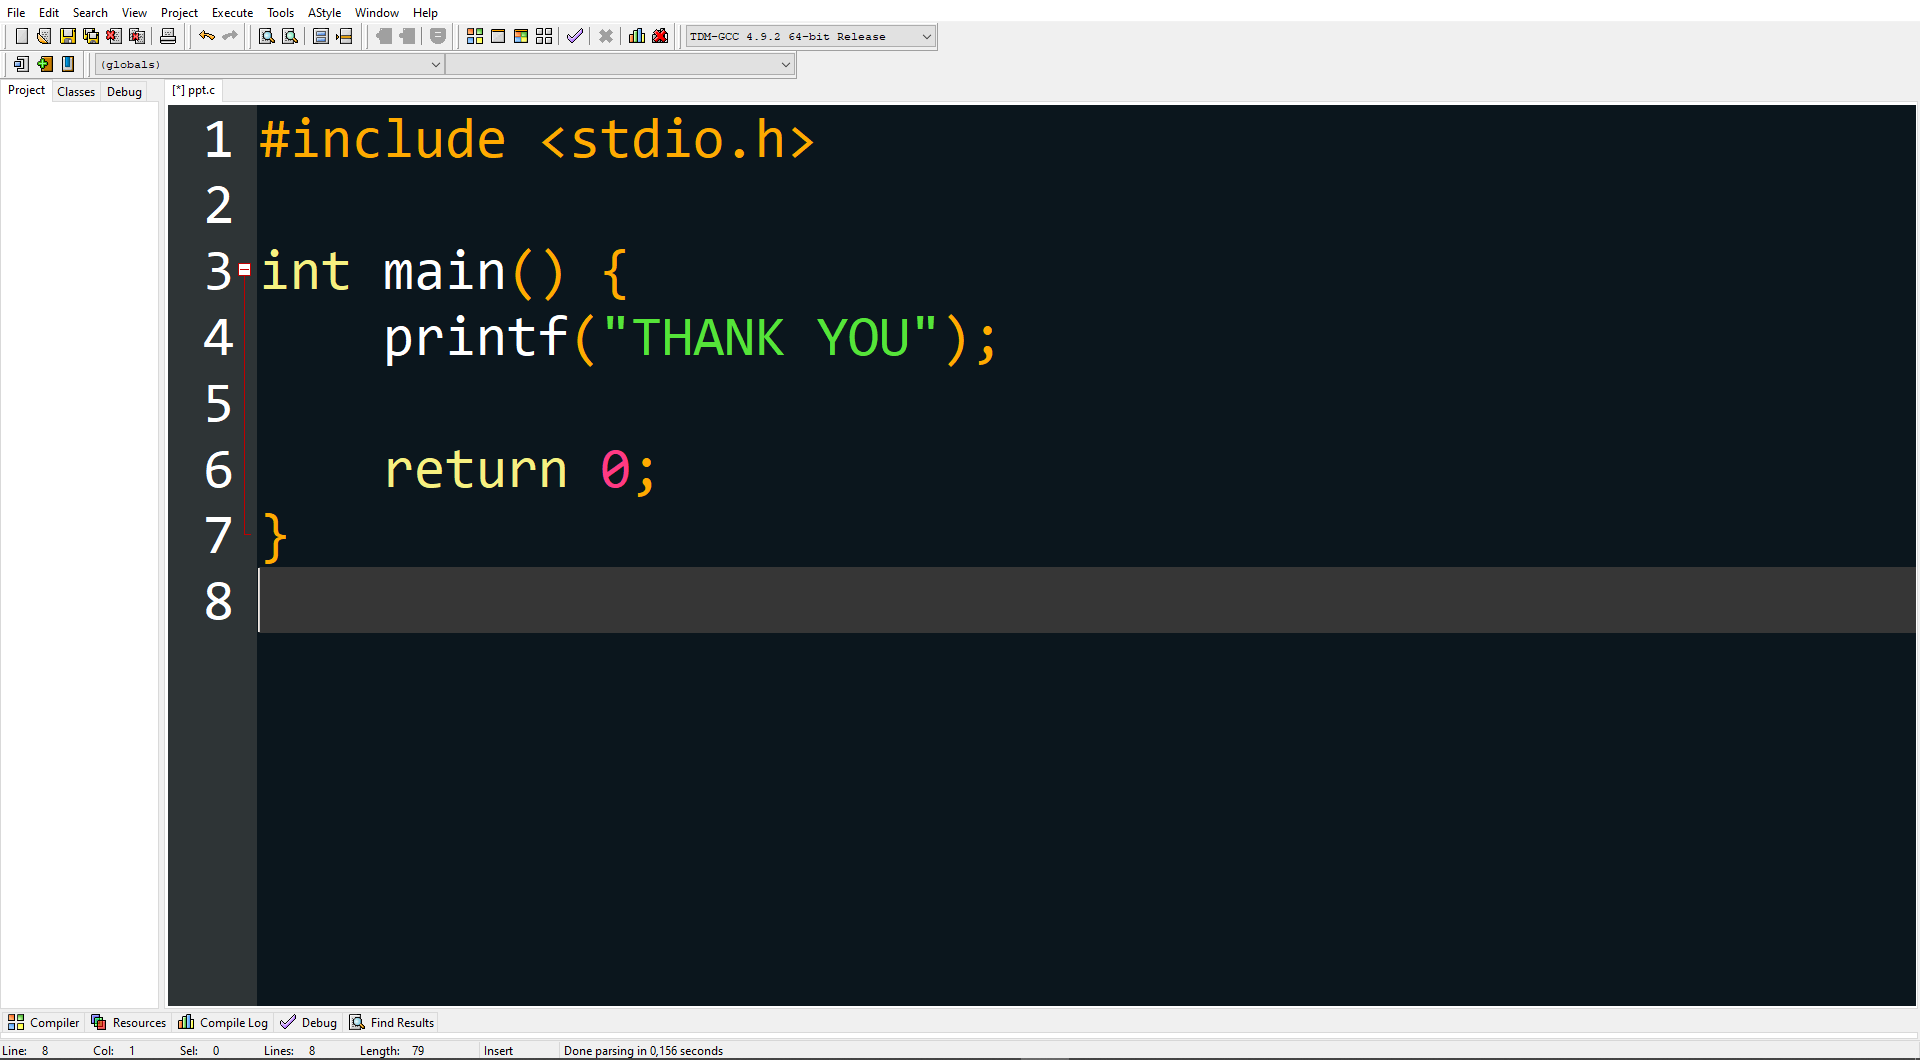 File Edit Search View Project Execute Tools AStyle Window Help
TDM-GCC 4.9.2 64-bit Release
(globals)
Project Classes Debug [*] ppt.c
1 #include <stdio.h>
2
3 int main() {
4     printf("THANK YOU");
5
6     return 0;
7 }
8
Compiler Resources Compile Log Debug Find Results
Line: 8 Col: 1 Sel: 0 Lines: 8 Length: 79 Insert Done parsing in 0,156 seconds